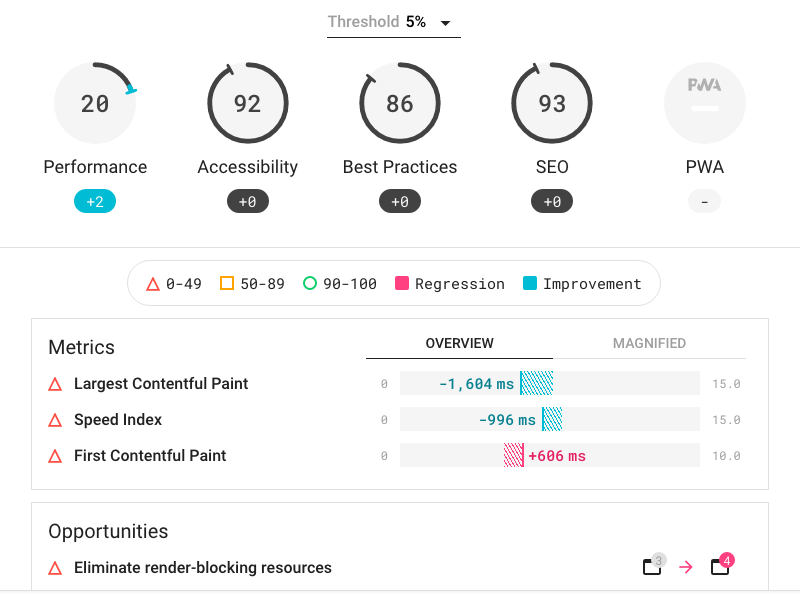 Threshold 5%
20 92 86 93 PWA
Performance Accessibility Best Practices SEO PWA
+2 +0 +0 +0 -
0-49 50-89 90-100 Regression Improvement
Metrics OVERVIEW MAGNIFIED
Largest Contentful Paint 0 -1,604 ms 15.0
Speed Index 0 -996 ms 15.0
First Contentful Paint 0 +606 ms 10.0
Opportunities
Eliminate render-blocking resources 3 4